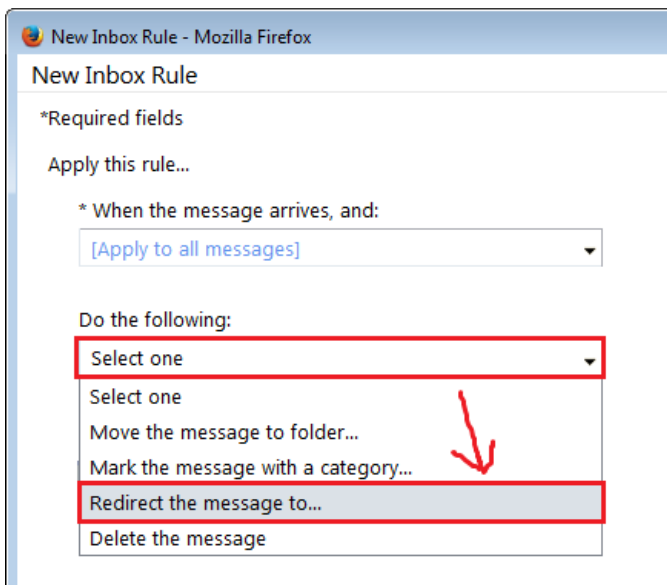 New Inbox Rule - Mozilla Firefox
New Inbox Rule
*Required fields
Apply this rule...
* When the message arrives, and:
[Apply to all messages]
Do the following:
Select one
Select one
Move the message to folder...
Mark the message with a category...
Redirect the message to...
Delete the message